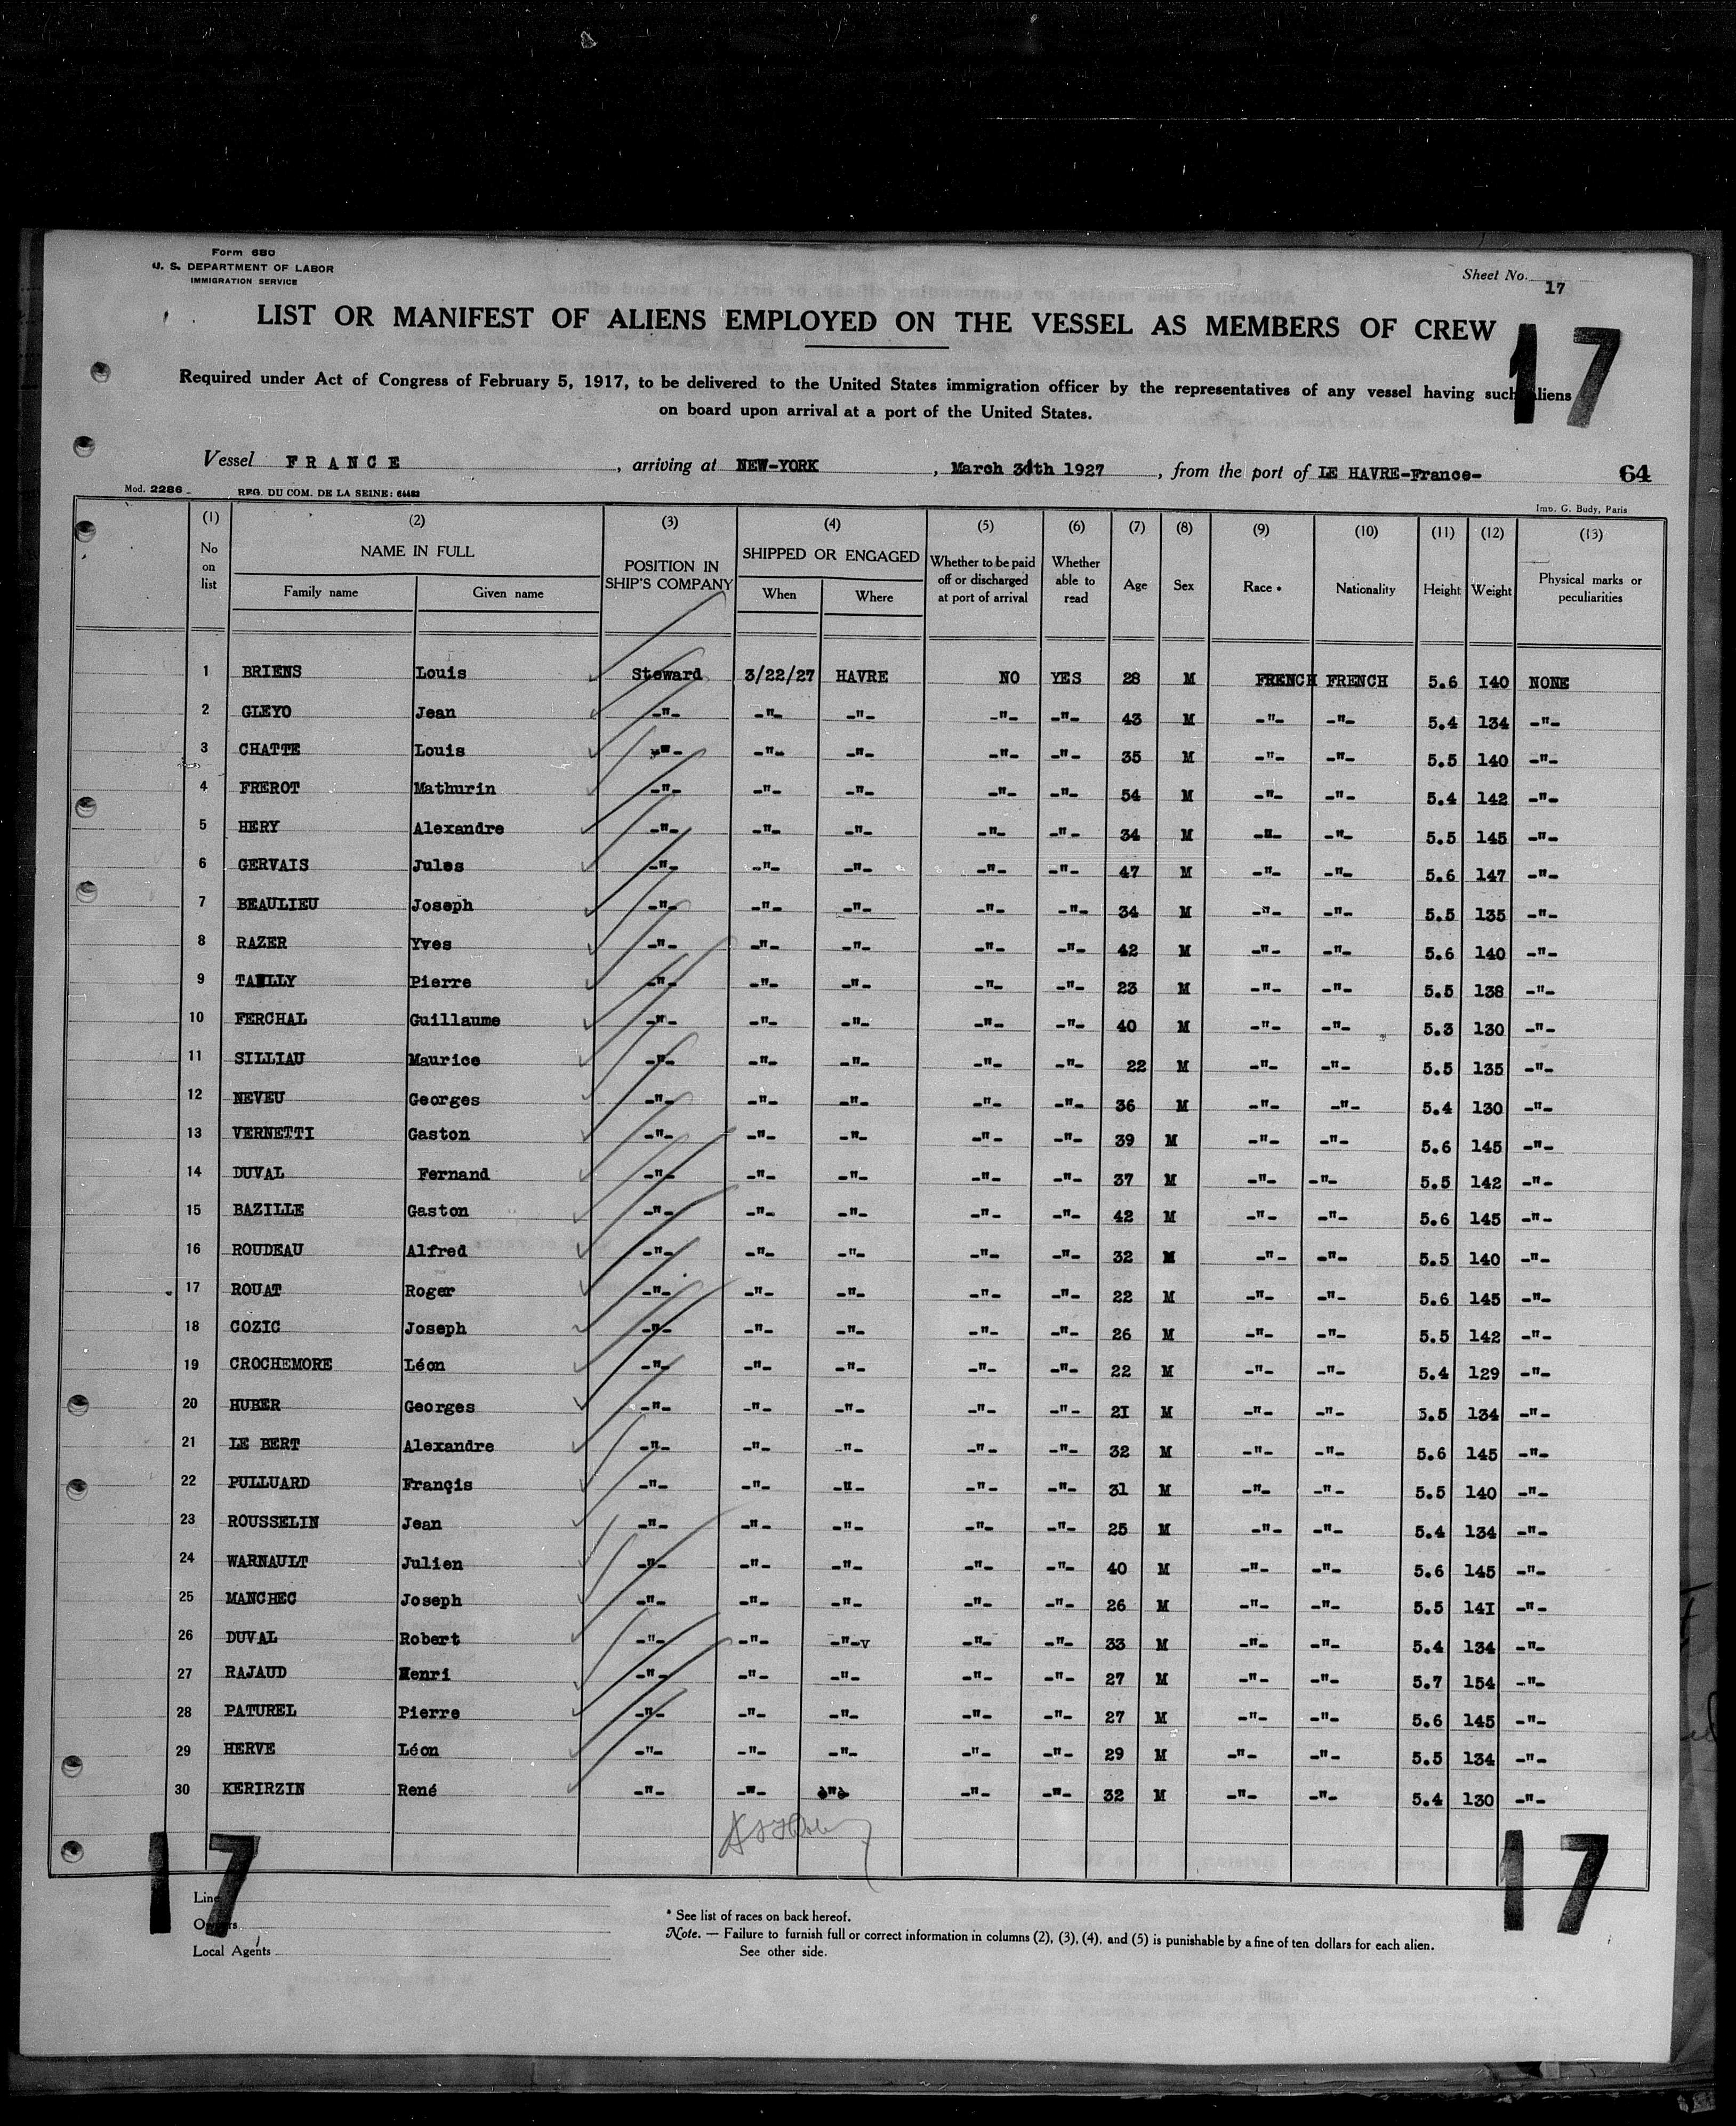 Form 680
U. S. DEPARTMENT OF LABOR
IMMIGRATION SERVICE
Sheet No. 17
LIST OR MANIFEST OF ALIENS EMPLOYED ON THE VESSEL AS MEMBERS OF CREW
17
Required under Act of Congress of February 5, 1917, to be delivered to the United States immigration officer by the representatives of any vessel having such Aliens
on board upon arrival at a port of the United States.
Vessel FRANCE, arriving at NEW-YORK, March 30th 1927, from the port of LE HAVRE-France- 64
Mod. 2286 REG. DU COM. DE LA SEINE: 64483 Imp. G. Budy, Paris
(1) (2) (3) (4) (5) (6) (7) (8) (9) (10) (11) (12) (13)
No on list NAME IN FULL Family name Given name POSITION IN SHIP'S COMPANY SHIPPED OR ENGAGED When Where Whether to be paid off or discharged at port of arrival Whether able to read Age Sex Race * Nationality Height Weight Physical marks or peculiarities
1 BRIENS Louis Steward 3/22/27 HAVRE NO YES 28 M FRENCH FRENCH 5.6 I40 NONE
2 GLEYO Jean -"- -"- -"- -"- -"- 43 M -"- -"- 5.4 134 -"-
3 CHATTE Louis -"- -"- -"- -"- -"- 35 M -"- -"- 5.5 140 -"-
4 FREROT Mathurin -"- -"- -"- -"- -"- 54 M -"- -"- 5.4 142 -"-
5 HERY Alexandre -"- -"- -"- -"- -"- 34 M -"- -"- 5.5 145 -"-
6 GERVAIS Jules -"- -"- -"- -"- -"- 47 M -"- -"- 5.6 147 -"-
7 BEAULIEU Joseph -"- -"- -"- -"- -"- 34 M -"- -"- 5.5 135 -"-
8 RAZER Yves -"- -"- -"- -"- -"- 42 M -"- -"- 5.6 140 -"-
9 Pierre -"- -"- -"- -"- -"- 23 M -"- -"- 5.5 138 -"-
10 FERCHAL Guillaume -"- -"- -"- -"- -"- 40 M -"- -"- 5.3 130 -"-
11 SILLIAU Maurice -"- -"- -"- -"- -"- 22 M -"- -"- 5.5 135 -"-
12 NEVEU Georges -"- -"- -"- -"- -"- 36 M -"- -"- 5.4 130 -"-
13 VERNETTI Gaston -"- -"- -"- -"- -"- 39 M -"- -"- 5.6 145 -"-
14 DUVAL Fernand -"- -"- -"- -"- -"- 37 M -"- -"- 5.5 142 -"-
15 BAZILLE Gaston -"- -"- -"- -"- -"- 42 M -"- -"- 5.6 145 -"-
16 ROUDEAU Alfred -"- -"- -"- -"- -"- 32 M -"- -"- 5.5 140 -"-
17 ROUAT Roger -"- -"- -"- -"- -"- 22 M -"- -"- 5.6 145 -"-
18 COZIC Joseph -"- -"- -"- -"- -"- 26 M -"- -"- 5.5 142 -"-
19 CROCHEMORE Léon -"- -"- -"- -"- -"- 22 M -"- -"- 5.4 129 -"-
20 HUBER Georges -"- -"- -"- -"- -"- 2I M -"- -"- 5.5 134 -"-
21 LE BERT Alexandre -"- -"- -"- -"- -"- 32 M -"- -"- 5.6 145 -"-
22 PULLUARD Françis -"- -"- -"- -"- -"- 31 M -"- -"- 5.5 140 -"-
23 ROUSSELIN Jean -"- -"- -"- -"- -"- 25 M -"- -"- 5.4 134 -"-
24 WARNAULT Julien -"- -"- -"- -"- -"- 40 M -"- -"- 5.6 145 -"-
25 MANCHEC Joseph -"- -"- -"- -"- -"- 26 M -"- -"- 5.5 14I -"-
26 DUVAL Robert -"- -"- -"-v -"- -"- 33 M -"- -"- 5.4 134 -"-
27 RAJAUD Henri -"- -"- -"- -"- -"- 27 M -"- -"- 5.7 154 -"-
28 PATUREL Pierre -"- -"- -"- -"- -"- 27 M -"- -"- 5.6 145 -"-
29 HERVE Léon -"- -"- -"- -"- -"- 29 M -"- -"- 5.5 134 -"-
30 KERIRZIN René -"- -"- -"- -"- -"- 32 M -"- -"- 5.4 130 -"-
17 17
Line
Owners
Local Agents
* See list of races on back hereof.
Note. — Failure to furnish full or correct information in columns (2), (3), (4), and (5) is punishable by a fine of ten dollars for each alien.
See other side.